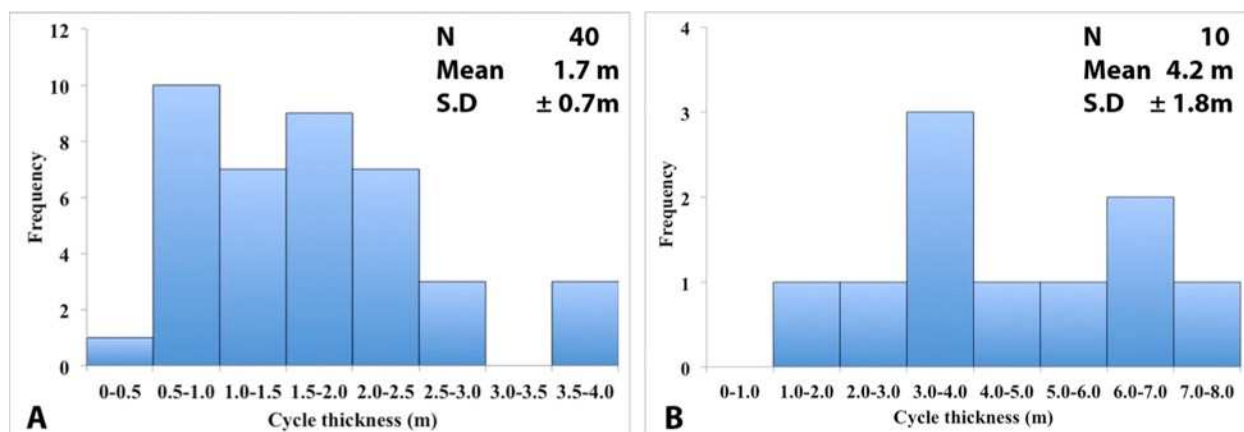 12
10
8
6
4
2
0
Frequency
N 40
Mean 1.7 m
S.D ± 0.7m
0-0.5 0.5-1.0 1.0-1.5 1.5-2.0 2.0-2.5 2.5-3.0 3.0-3.5 3.5-4.0
A Cycle thickness (m)
4
3
2
1
0
Frequency
N 10
Mean 4.2 m
S.D ± 1.8m
0-1.0 1.0-2.0 2.0-3.0 3.0-4.0 4.0-5.0 5.0-6.0 6.0-7.0 7.0-8.0
B Cycle thickness (m)